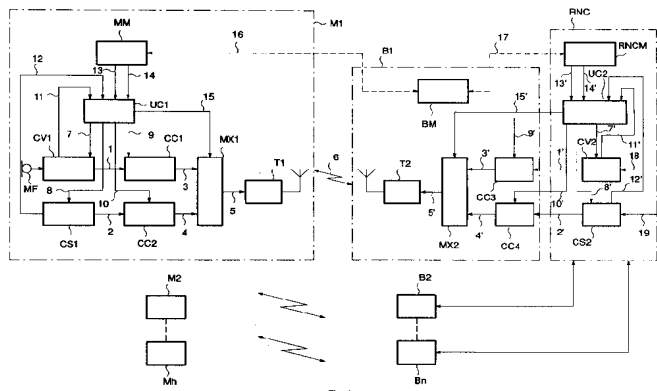 RNC
MM
16
M1
17
B1
RNCM
12
13
14
13'
14'
UC2
11
BM
UC1
15
15'
7
9
9'
7'
11'
CV1
CC1
MX1
CV2
18
1
T1
6
T2
3'
1'
MF
3
CC3
8'
12'
8
10
10'
5
5'
2
4
4'
2'
19
CS1
CC2
MX2
CC4
CS2
M2
B2
Mh
Bn